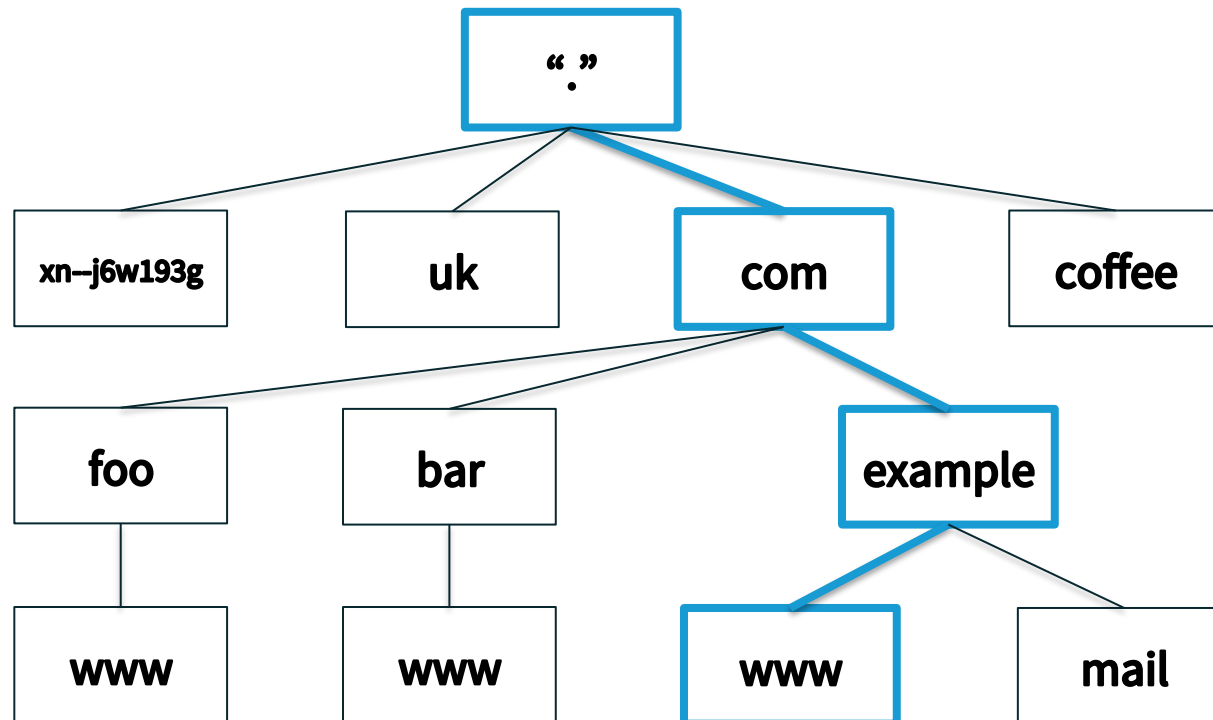 “.”
xn--j6w193g
uk
com
coffee
foo
bar
example
www
www
www
mail